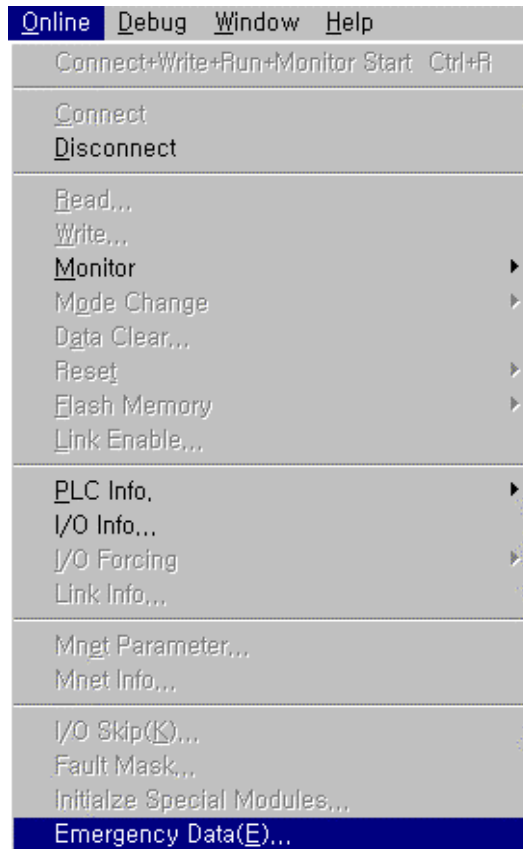 Online Debug Window Help
Connect+Write+Run+Monitor Start Ctrl+R
Connect
Disconnect
Read...
Write...
Monitor
Mode Change
Data Clear...
Reset
Flash Memory
Link Enable...
PLC Info.
I/O Info...
I/O Forcing
Link Info...
Mnet Parameter...
Mnet Info...
I/O Skip(K)...
Fault Mask...
Initialze Special Modules...
Emergency Data(E)...